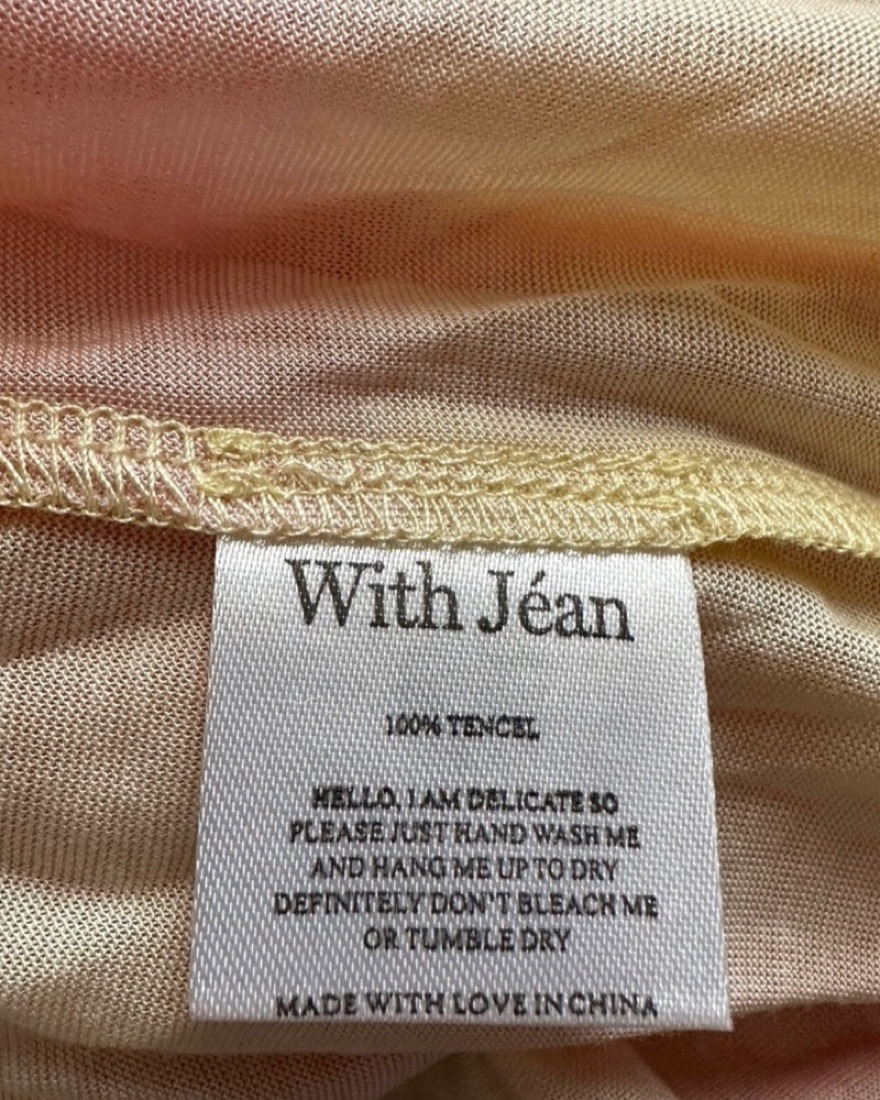 With Jéan
100% TENCEL
HELLO, I AM DELICATE SO
PLEASE JUST HAND WASH ME
AND HANG ME UP TO DRY
DEFINITELY DON'T BLEACH ME
OR TUMBLE DRY
MADE WITH LOVE IN CHINA